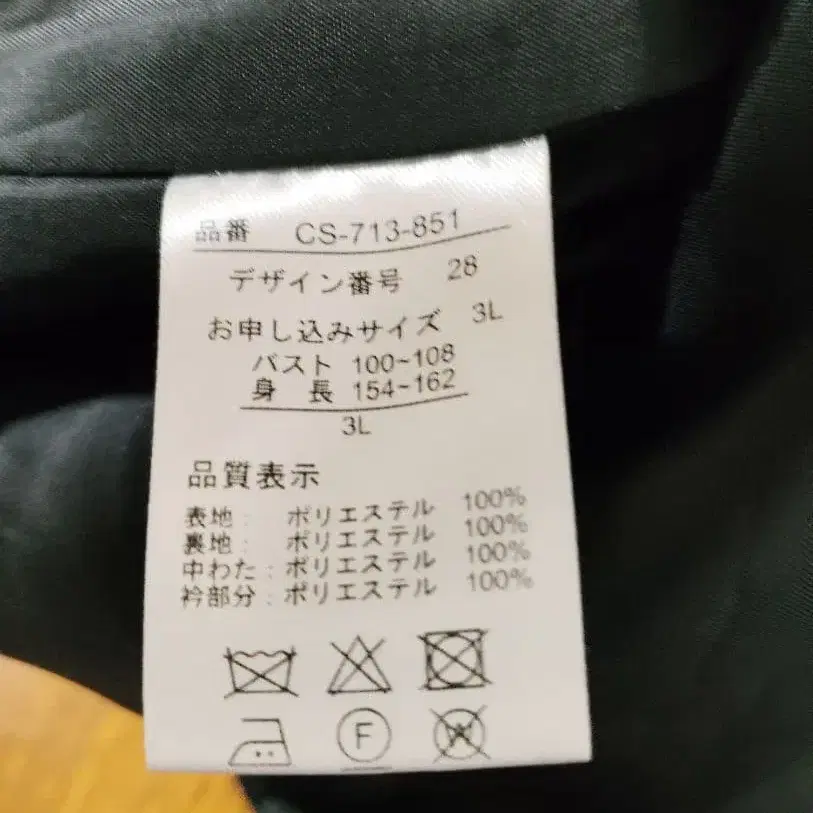 品番 CS-713-851
デザイン番号 28
お申し込みサイズ 3L
バスト 100~108
身長 154~162
3L
品質表示
表地: ポリエステル 100%
裏地: ポリエステル 100%
中わた: ポリエステル 100%
衿部分: ポリエステル 100%
F
W